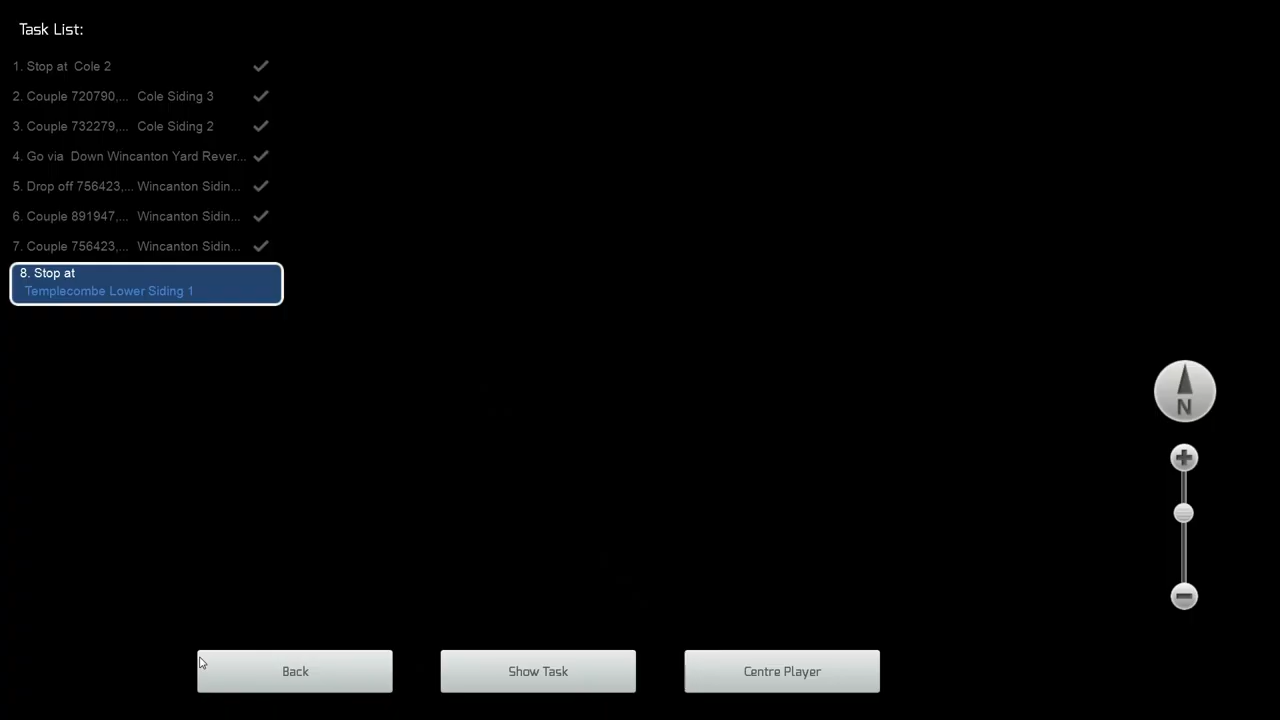 Task List:
1. Stop at Cole 2
2. Couple 720790,... Cole Siding 3
3. Couple 732279,... Cole Siding 2
4. Go via Down Wincanton Yard Rever...
5. Drop off 756423,... Wincanton Sidin...
6. Couple 891947,... Wincanton Sidin...
7. Couple 756423,... Wincanton Sidin...
8. Stop at
Templecombe Lower Siding 1
N
Back Show Task Centre Player